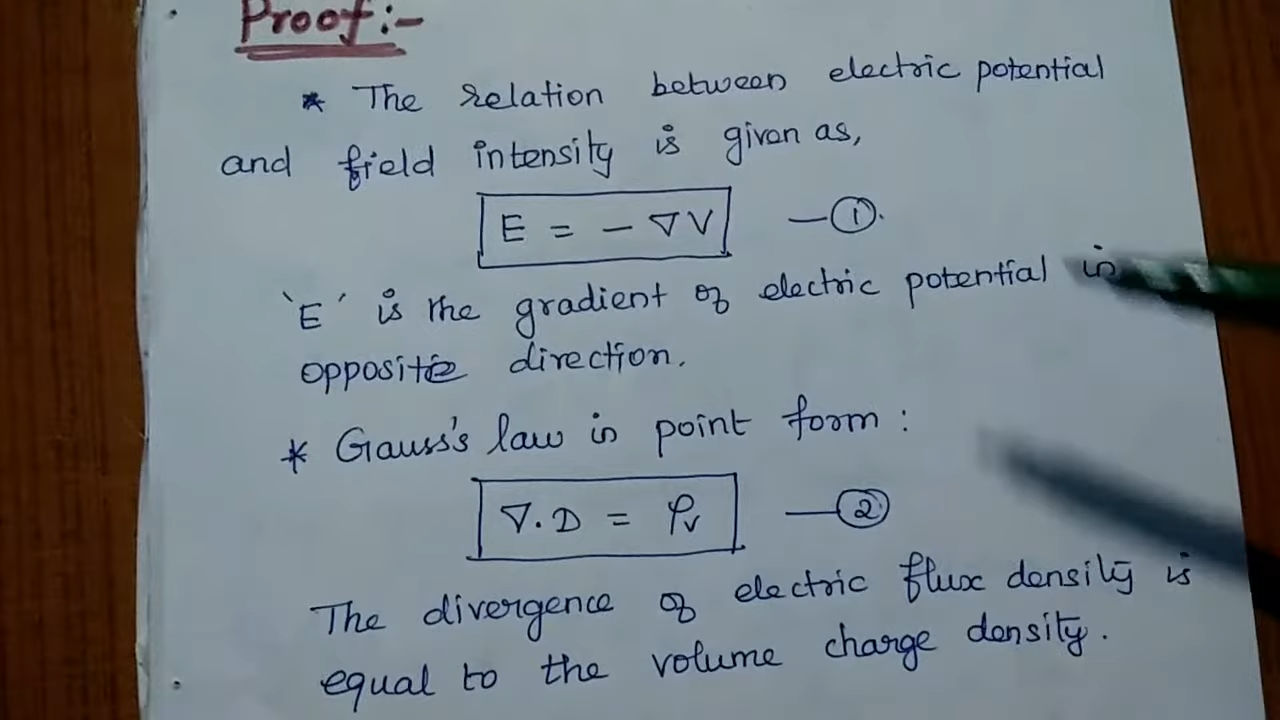 Proof:-
* The relation between electric potential
and field intensity is given as,
E = - ∇V —①.
'E' is the gradient of electric potential in
opposite direction.
* Gauss's law in point form :
∇.D = ρv —②
The divergence of electric flux density is
equal to the volume charge density.